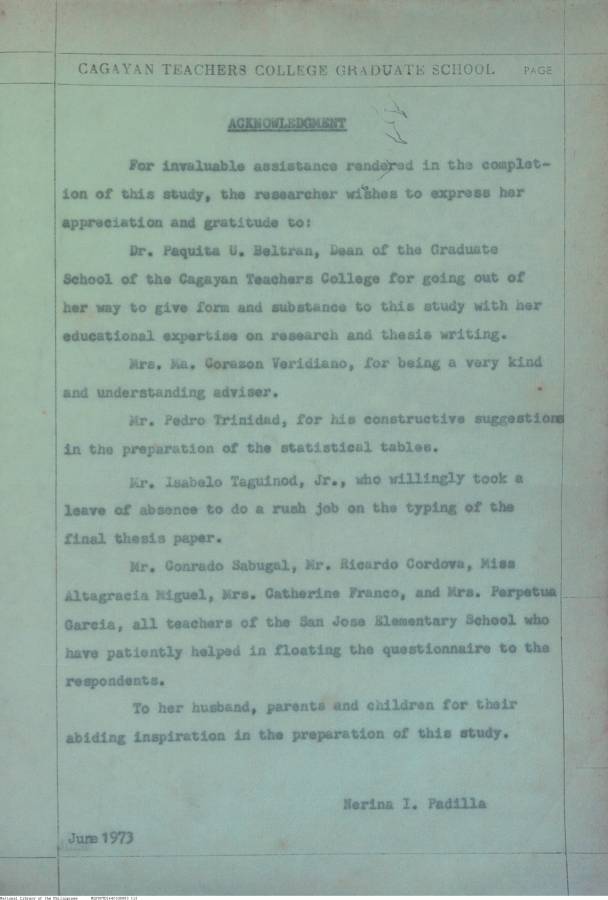 CAGAYAN TEACHERS COLLEGE GRADUATE SCHOOL PAGE
ACKNOWLEDGMENT
For invaluable assistance rendered in the complet-
ion of this study, the researcher wishes to express her
appreciation and gratitude to:
Dr. Paquita U. Beltran, Dean of the Graduate
School of the Cagayan Teachers College for going out of
her way to give form and substance to this study with her
educational expertise on research and thesis writing.
Mrs. Ma. Corazon Veridiano, for being a very kind
and understanding adviser.
Mr. Pedro Trinidad, for his constructive suggestions
in the preparation of the statistical tables.
Mr. Isabelo Taguinod, Jr., who willingly took a
leave of absence to do a rush job on the typing of the
final thesis paper.
Mr. Conrado Sabugal, Mr. Ricardo Cordova, Miss
Altagracia Miguel, Mrs. Catherine Franco, and Mrs. Perpetua
Garcia, all teachers of the San Jose Elementary School who
have patiently helped in floating the questionnaire to the
respondents.
To her husband, parents and children for their
abiding inspiration in the preparation of this study.
Nerina I. Padilla
June 1973
National Library of the Philippines